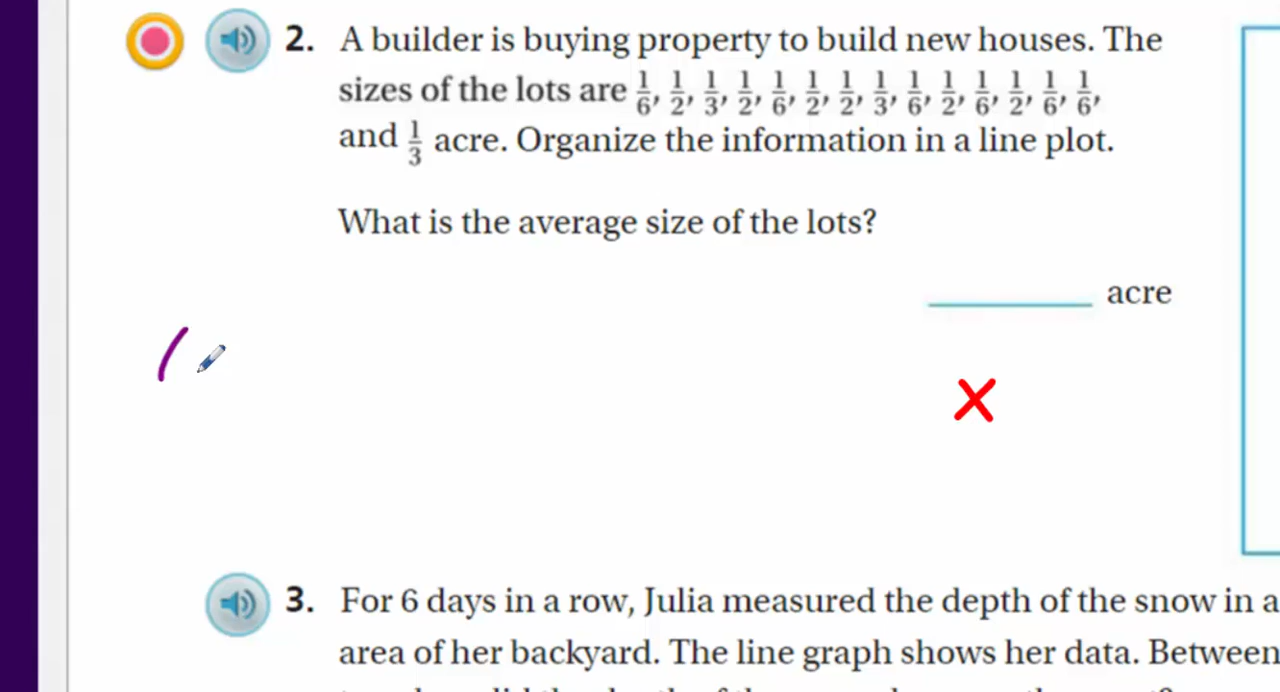 2. A builder is buying property to build new houses. The
sizes of the lots are 1/6, 1/2, 1/3, 1/2, 1/6, 1/2, 1/2, 1/3, 1/6, 1/2, 1/6, 1/2, 1/6, 1/6,
and 1/3 acre. Organize the information in a line plot.
What is the average size of the lots?
________ acre
3. For 6 days in a row, Julia measured the depth of the snow in a
area of her backyard. The line graph shows her data. Between